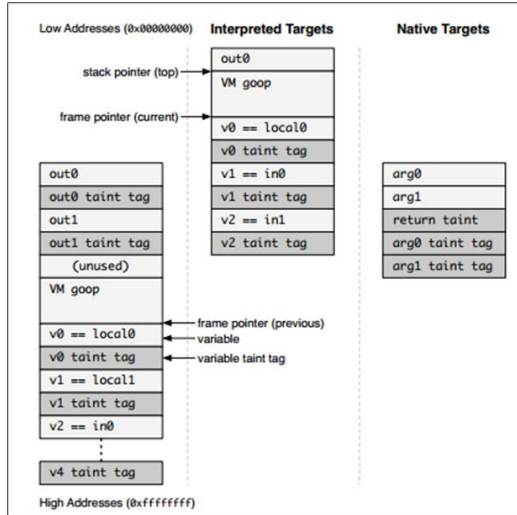 Low Addresses (0x00000000)
Interpreted Targets
Native Targets
out0
stack pointer (top)
VM goop
frame pointer (current)
v0 == local0
v0 taint tag
v1 == in0
v1 taint tag
v2 == in1
v2 taint tag
out0
out0 taint tag
out1
out1 taint tag
(unused)
VM goop
frame pointer (previous)
v0 == local0
variable
v0 taint tag
variable taint tag
v1 == local1
v1 taint tag
v2 == in0
v4 taint tag
High Addresses (0xffffffff)
arg0
arg1
return taint
arg0 taint tag
arg1 taint tag